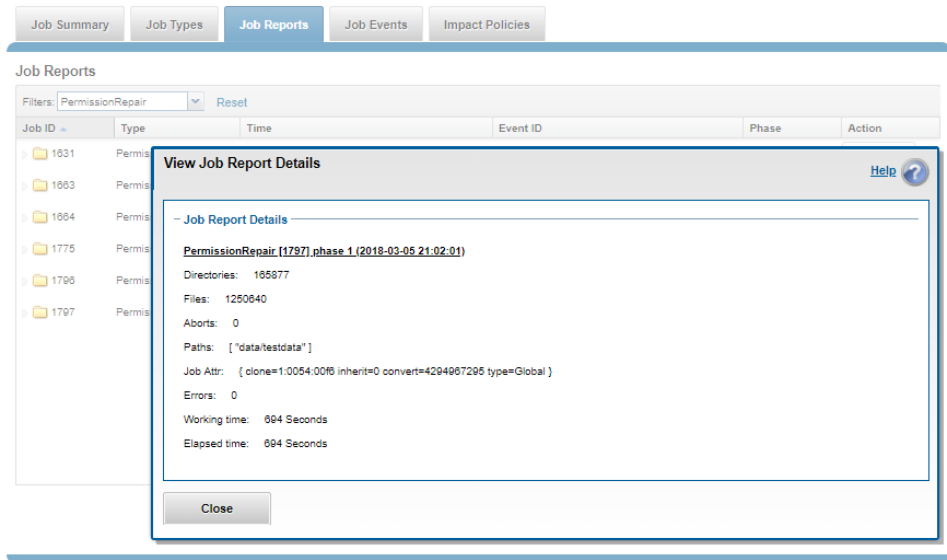 Job Summary
Job Types
Job Reports
Job Events
Impact Policies
Job Reports
Filters: PermissionRepair Reset
Job ID Type Time Event ID Phase Action
1631 Permis
1663 Permis
1664 Permis
1775 Permis
1796 Permis
1797 Permis
View Job Report Details
Help
Job Report Details
PermissionRepair [1797] phase 1 (2018-03-05 21:02:01)
Directories: 165877
Files: 1250640
Aborts: 0
Paths: [ "data/testdata" ]
Job Attr: { clone=1:0054:00f6 inherit=0 convert=4294967295 type=Global }
Errors: 0
Working time: 694 Seconds
Elapsed time: 694 Seconds
Close